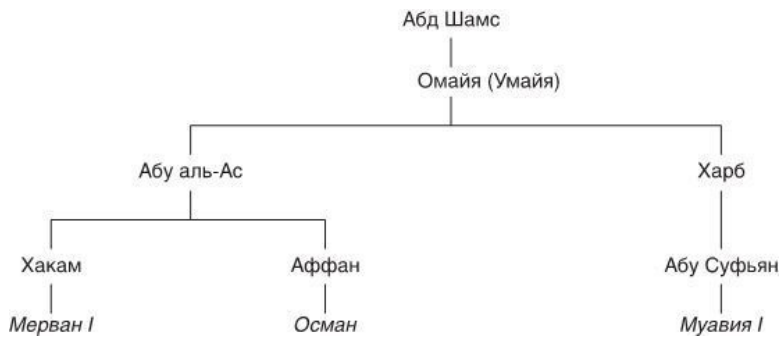 Абд Шамс
Омайя (Умайя)
Абу аль-Ас
Харб
Хакам
Аффан
Абу Суфьян
Мерван I
Осман
Муавия I